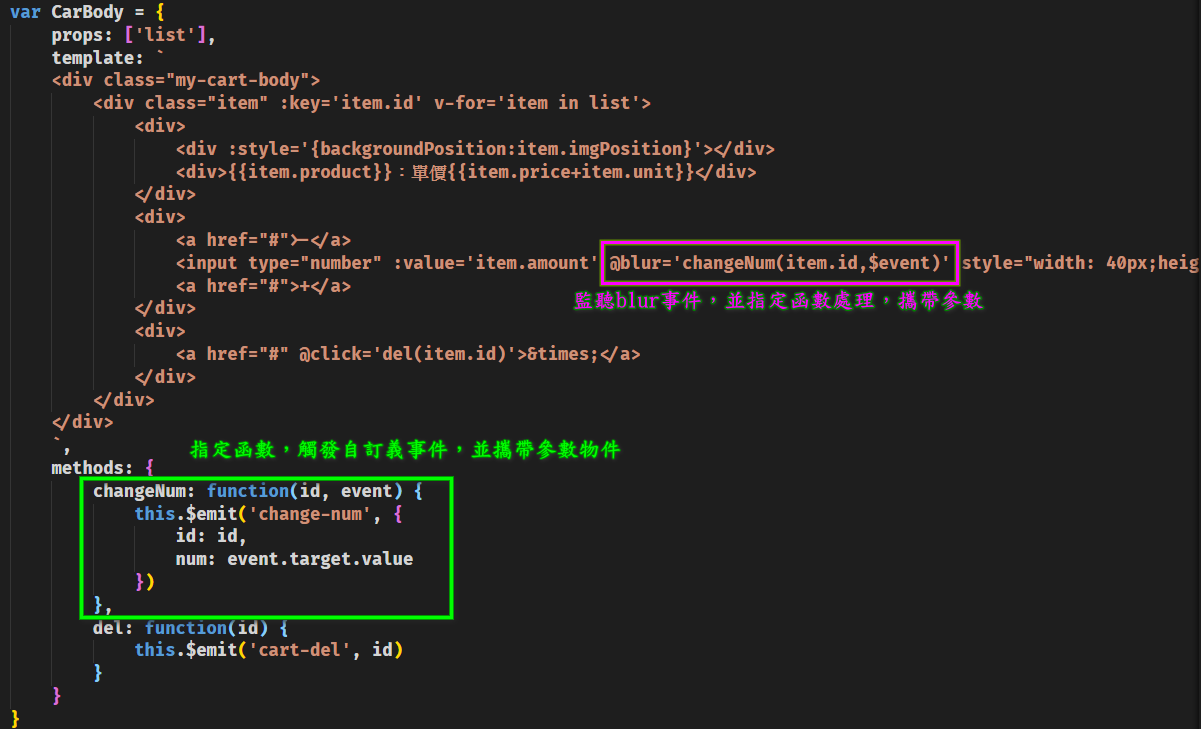 var CarBody = {
props: ['list'],
template: `
<div class="my-cart-body">
<div class="item" :key='item.id' v-for='item in list'>
<div>
<div :style='{backgroundPosition:item.imgPosition}'></div>
<div>{{item.product}}：單價{{item.price+item.unit}}</div>
</div>
<div>
<a href="#">-</a>
<input type="number" :value='item.amount' @blur='changeNum(item.id,$event)' style="width: 40px;heig
<a href="#">+</a>
監聽blur事件，並指定函數處理，攜帶參數
</div>
<div>
<a href="#" @click='del(item.id)'>&times;</a>
</div>
</div>
</div>
`,
指定函數，觸發自訂義事件，並攜帶參數物件
methods: {
changeNum: function(id, event) {
this.$emit('change-num', {
id: id,
num: event.target.value
})
},
del: function(id) {
this.$emit('cart-del', id)
}
}
}